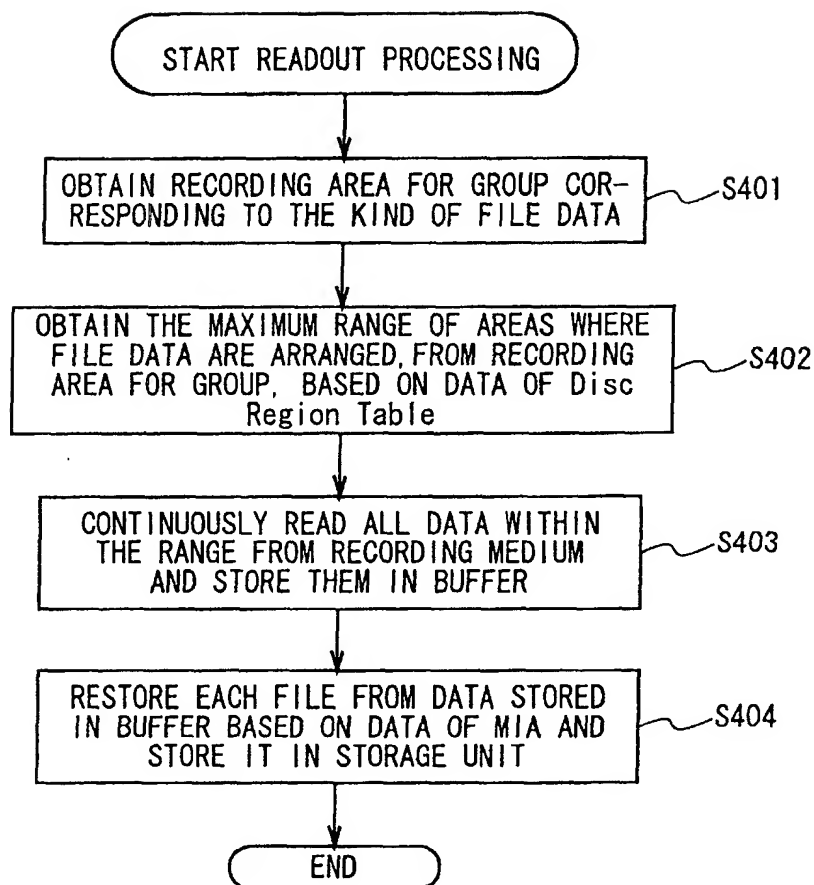 START READOUT PROCESSING
OBTAIN RECORDING AREA FOR GROUP COR-
RESPONDING TO THE KIND OF FILE DATA
S401
OBTAIN THE MAXIMUM RANGE OF AREAS WHERE
FILE DATA ARE ARRANGED, FROM RECORDING
AREA FOR GROUP, BASED ON DATA OF Disc
Region Table
S402
CONTINUOUSLY READ ALL DATA WITHIN
THE RANGE FROM RECORDING MEDIUM
AND STORE THEM IN BUFFER
S403
RESTORE EACH FILE FROM DATA STORED
IN BUFFER BASED ON DATA OF MIA AND
STORE IT IN STORAGE UNIT
S404
END